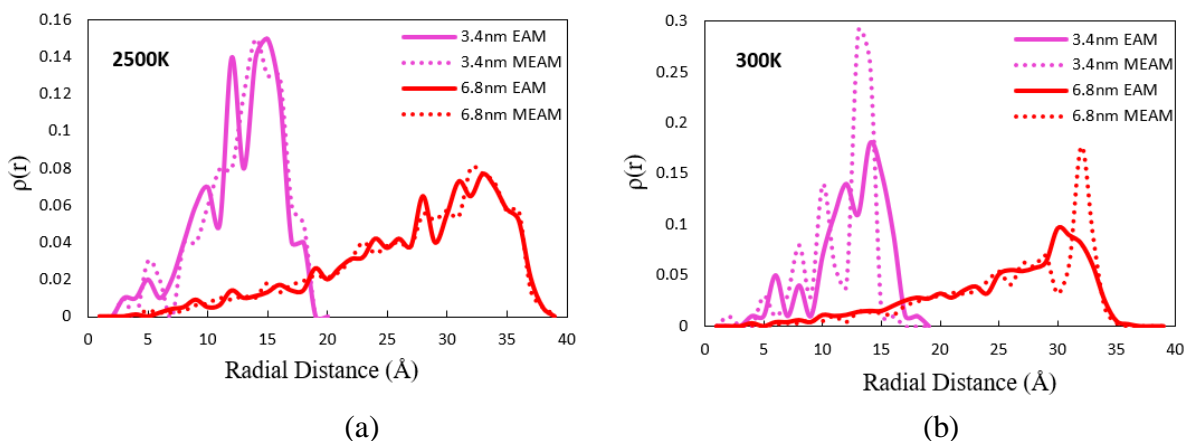 0.16
0.14
0.12
0.1
0.08
0.06
0.04
0.02
0
ρ(r)
2500K
3.4nm EAM
3.4nm MEAM
6.8nm EAM
6.8nm MEAM
0 5 10 15 20 25 30 35 40
Radial Distance (Å)
(a)
0.3
0.25
0.2
0.15
0.1
0.05
0
ρ(r)
300K
3.4nm EAM
3.4nm MEAM
6.8nm EAM
6.8nm MEAM
0 5 10 15 20 25 30 35 40
Radial Distance (Å)
(b)